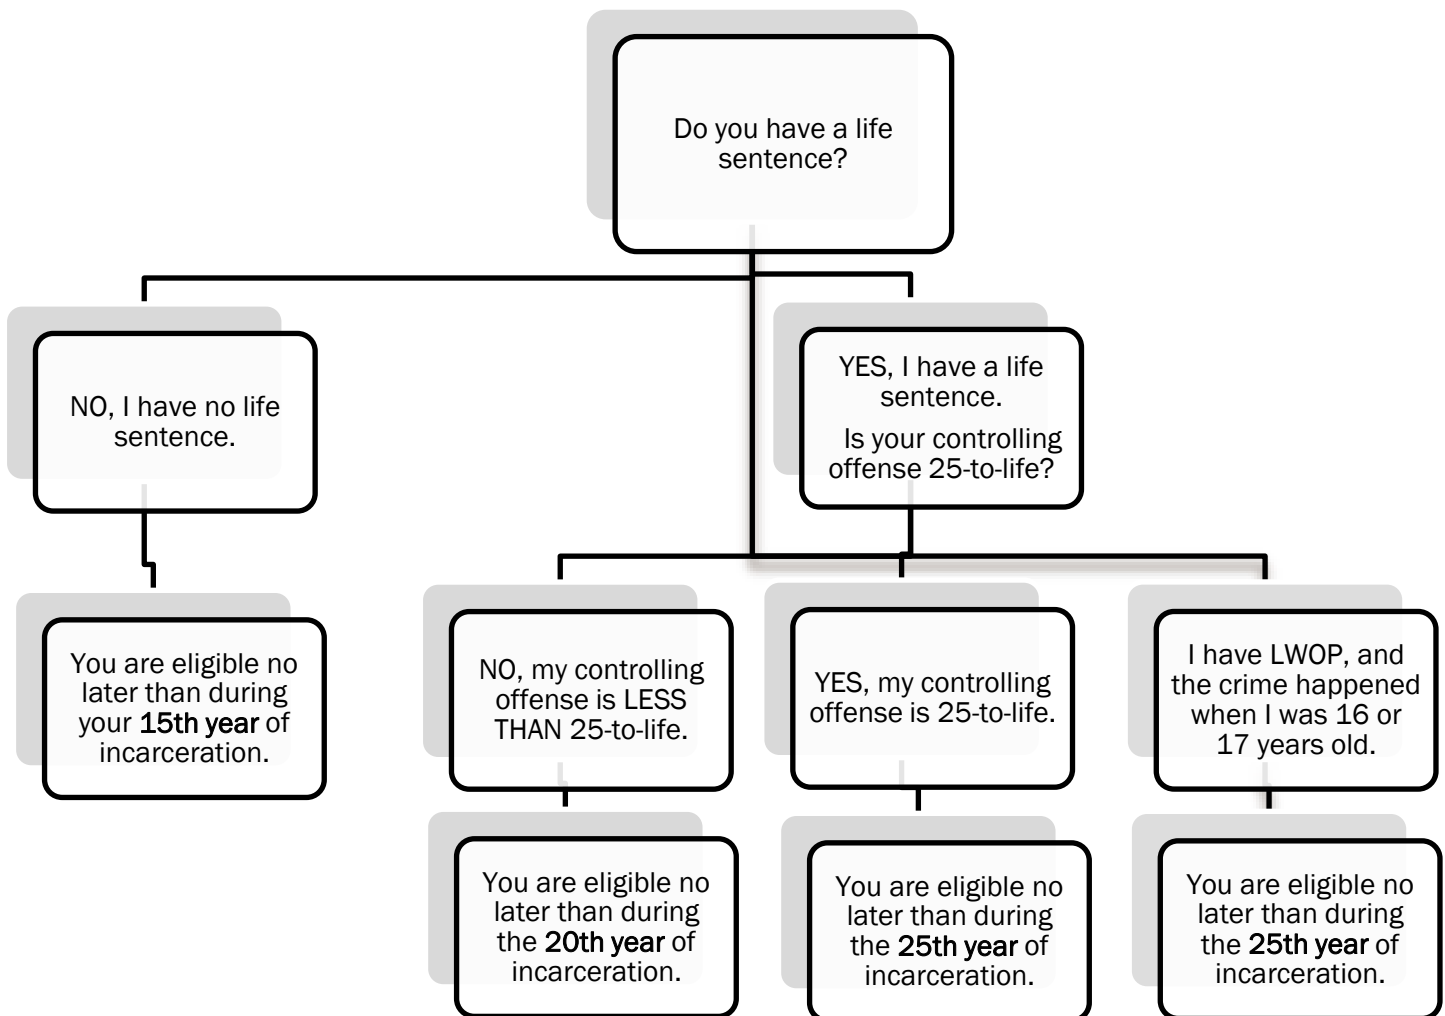 Do you have a life
sentence?
NO, I have no life
sentence.
YES, I have a life
sentence.
Is your controlling
offense 25-to-life?
You are eligible no
later than during
your 15th year of
incarceration.
NO, my controlling
offense is LESS
THAN 25-to-life.
YES, my controlling
offense is 25-to-life.
I have LWOP, and
the crime happened
when I was 16 or
17 years old.
You are eligible no
later than during
the 20th year of
incarceration.
You are eligible no
later than during
the 25th year of
incarceration.
You are eligible no
later than during
the 25th year of
incarceration.